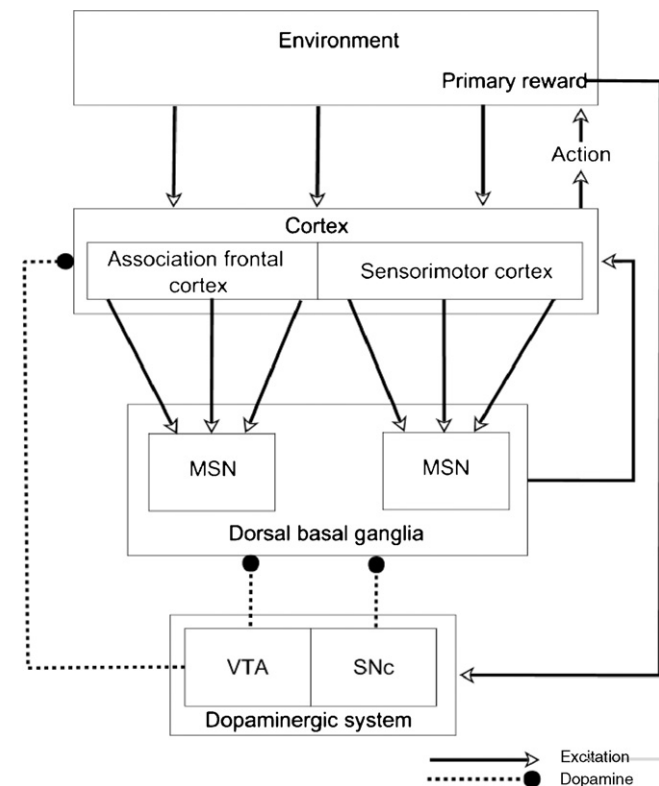 Environment
Primary reward
Action
Cortex
Association frontal
cortex
Sensorimotor cortex
MSN
MSN
Dorsal basal ganglia
VTA
SNc
Dopaminergic system
Excitation
Dopamine